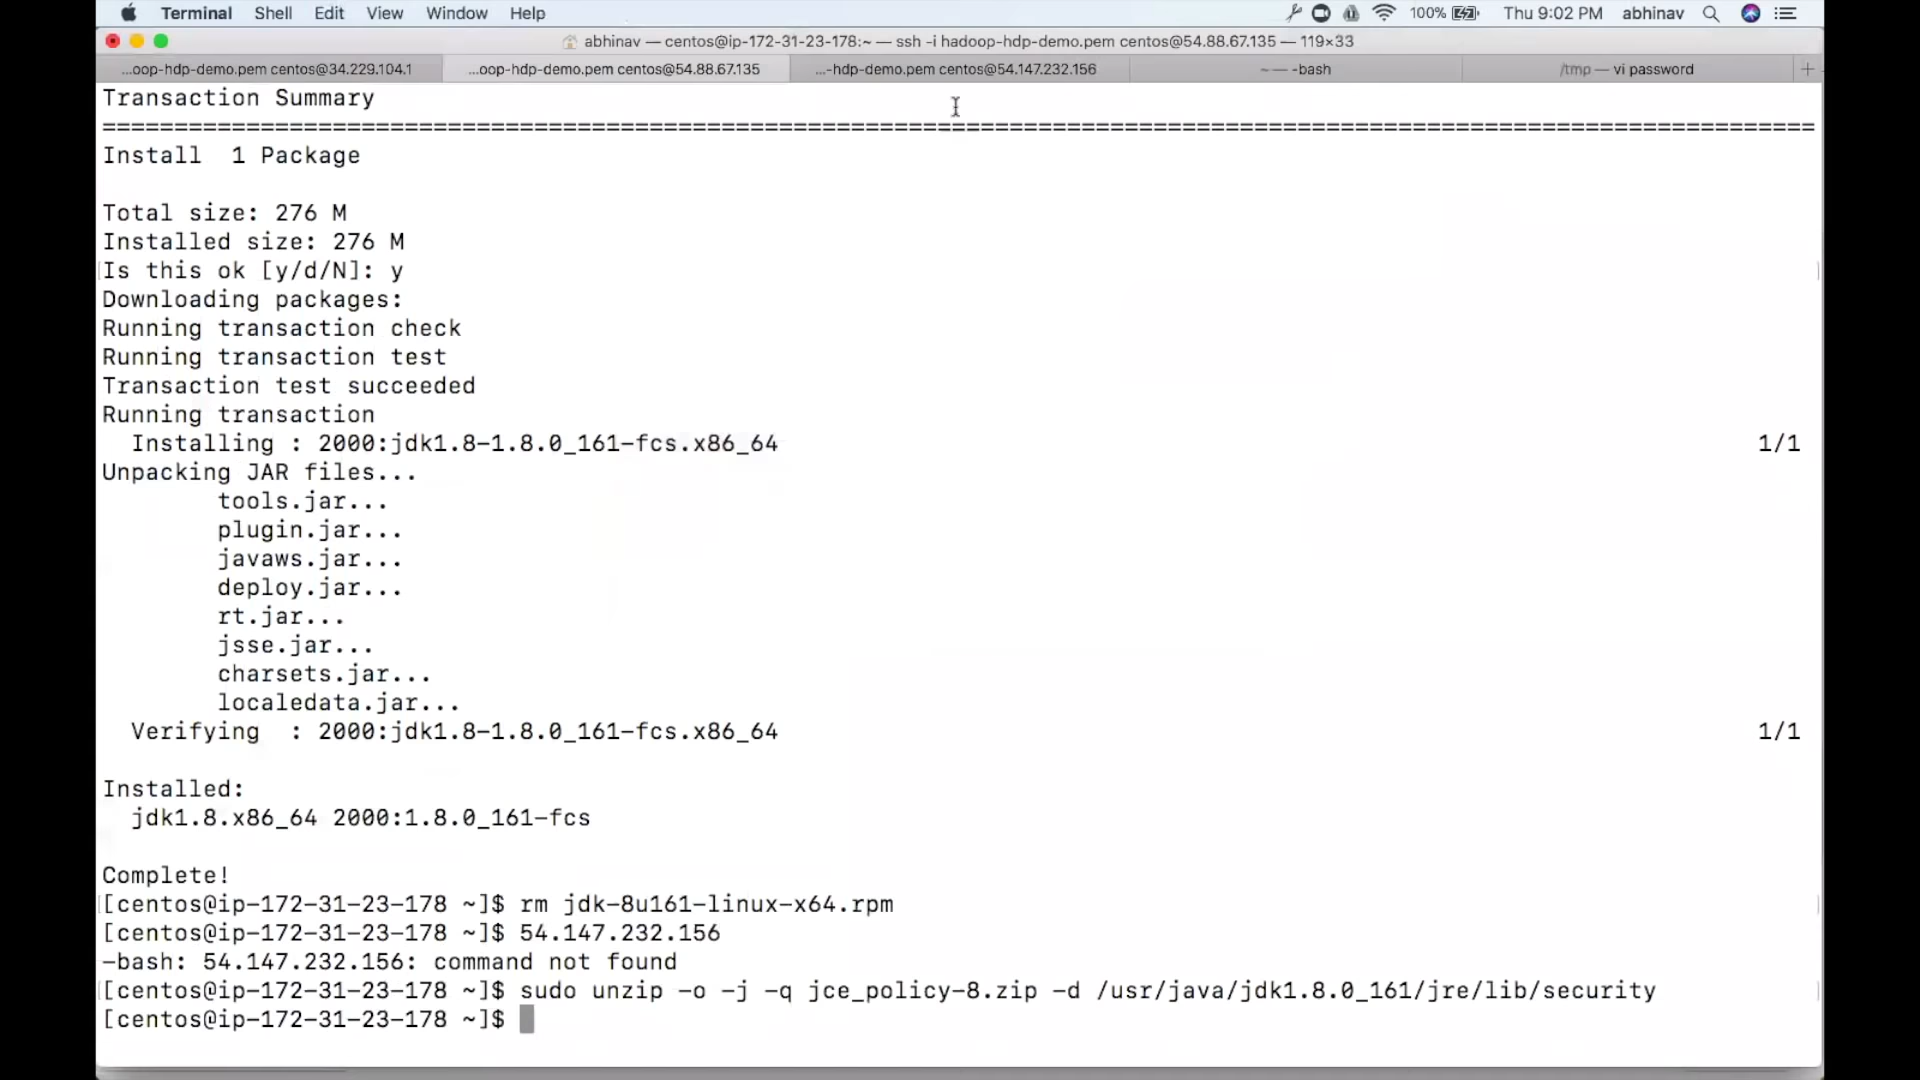 Terminal Shell Edit View Window Help 100% Thu 9:02 PM abhinav
abhinav — centos@ip-172-31-23-178:~ — ssh -i hadoop-hdp-demo.pem centos@54.88.67.135 — 119×33
...oop-hdp-demo.pem centos@34.229.104.1 ...oop-hdp-demo.pem centos@54.88.67.135 ...-hdp-demo.pem centos@54.147.232.156 ~ — -bash /tmp — vi password +
Transaction Summary
=======================================================================================================================
Install  1 Package
Total size: 276 M
Installed size: 276 M
Is this ok [y/d/N]: y
Downloading packages:
Running transaction check
Running transaction test
Transaction test succeeded
Running transaction
  Installing : 2000:jdk1.8-1.8.0_161-fcs.x86_64 1/1
Unpacking JAR files...
        tools.jar...
        plugin.jar...
        javaws.jar...
        deploy.jar...
        rt.jar...
        jsse.jar...
        charsets.jar...
        localedata.jar...
  Verifying  : 2000:jdk1.8-1.8.0_161-fcs.x86_64 1/1
Installed:
  jdk1.8.x86_64 2000:1.8.0_161-fcs
Complete!
[centos@ip-172-31-23-178 ~]$ rm jdk-8u161-linux-x64.rpm
[centos@ip-172-31-23-178 ~]$ 54.147.232.156
-bash: 54.147.232.156: command not found
[centos@ip-172-31-23-178 ~]$ sudo unzip -o -j -q jce_policy-8.zip -d /usr/java/jdk1.8.0_161/jre/lib/security
[centos@ip-172-31-23-178 ~]$